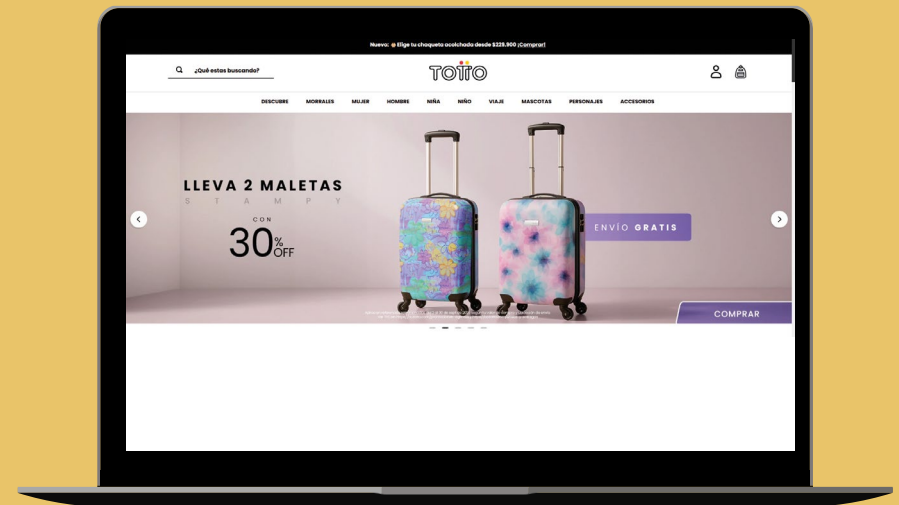 Nuevo: Elige tu chaqueta acolchada desde $229.900 ¡Comprar!
¿Qué estas buscando?
TOTTO
DESCUBRE MORRALES MUJER HOMBRE NIÑA NIÑO VIAJE MASCOTAS PERSONAJES ACCESORIOS
LLEVA 2 MALETAS
STAMPY
CON
30% OFF
ENVÍO GRATIS
COMPRAR